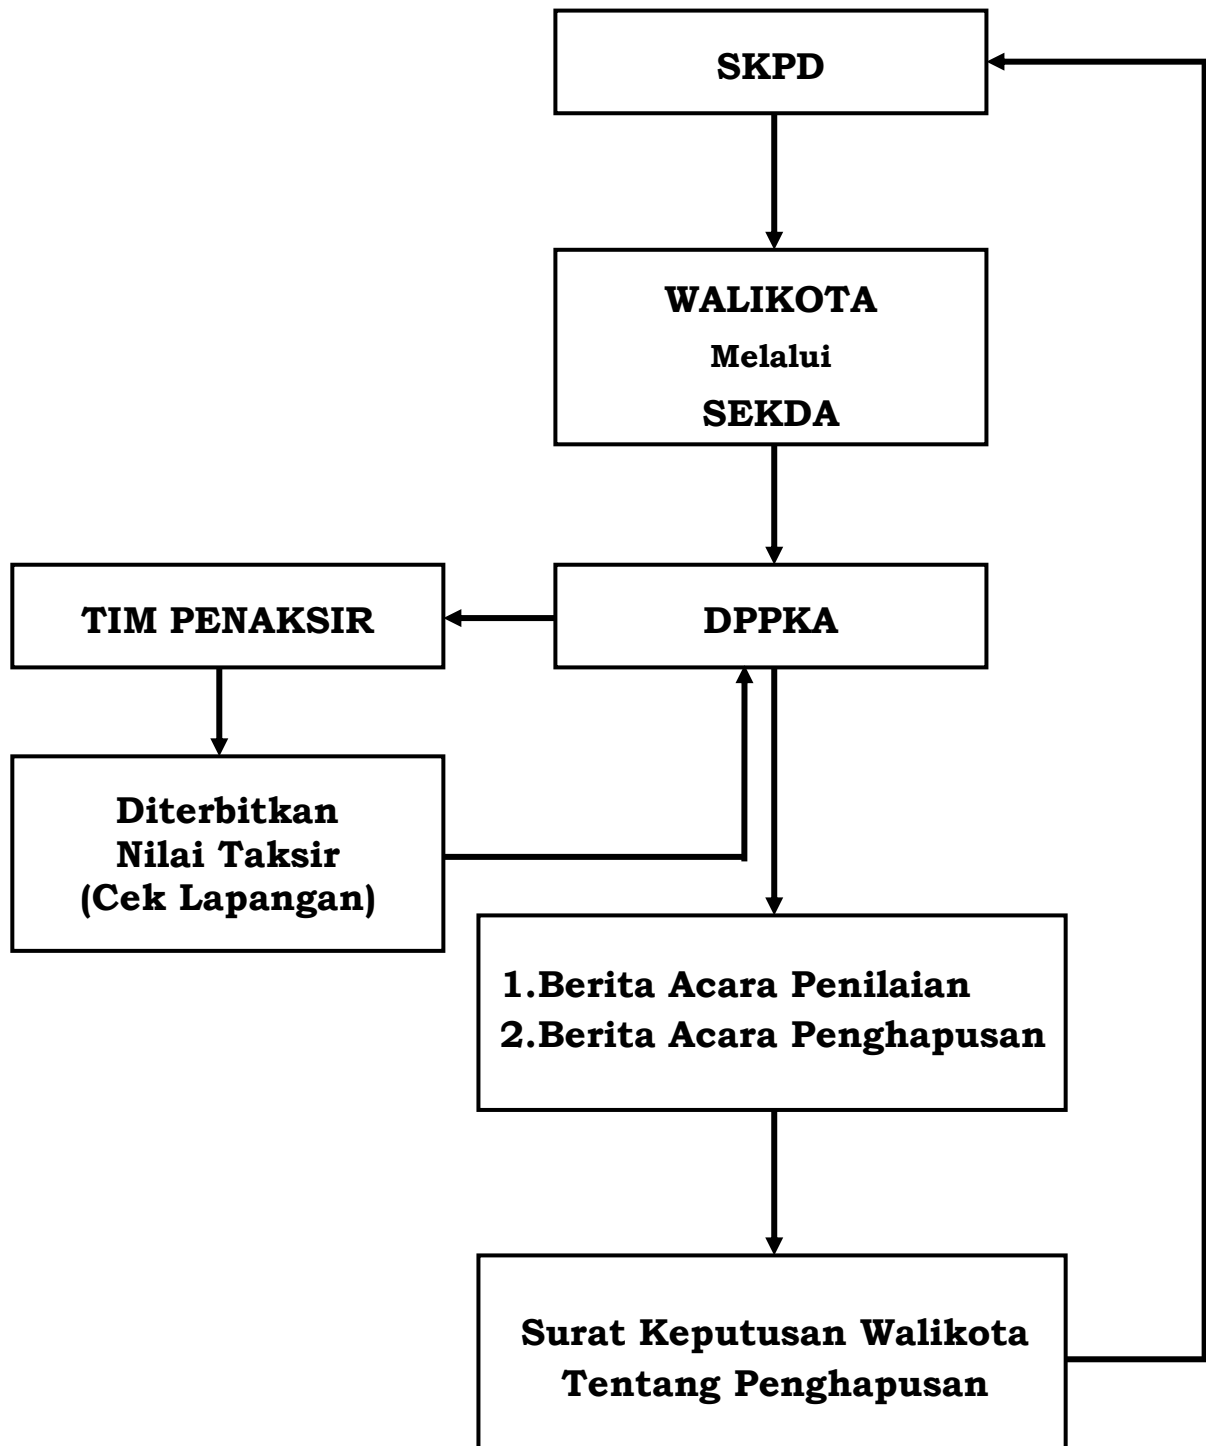 SKPD
WALIKOTA
Melalui
SEKDA
TIM PENAKSIR
DPPKA
Diterbitkan
Nilai Taksir
(Cek Lapangan)
1.Berita Acara Penilaian
2.Berita Acara Penghapusan
Surat Keputusan Walikota
Tentang Penghapusan